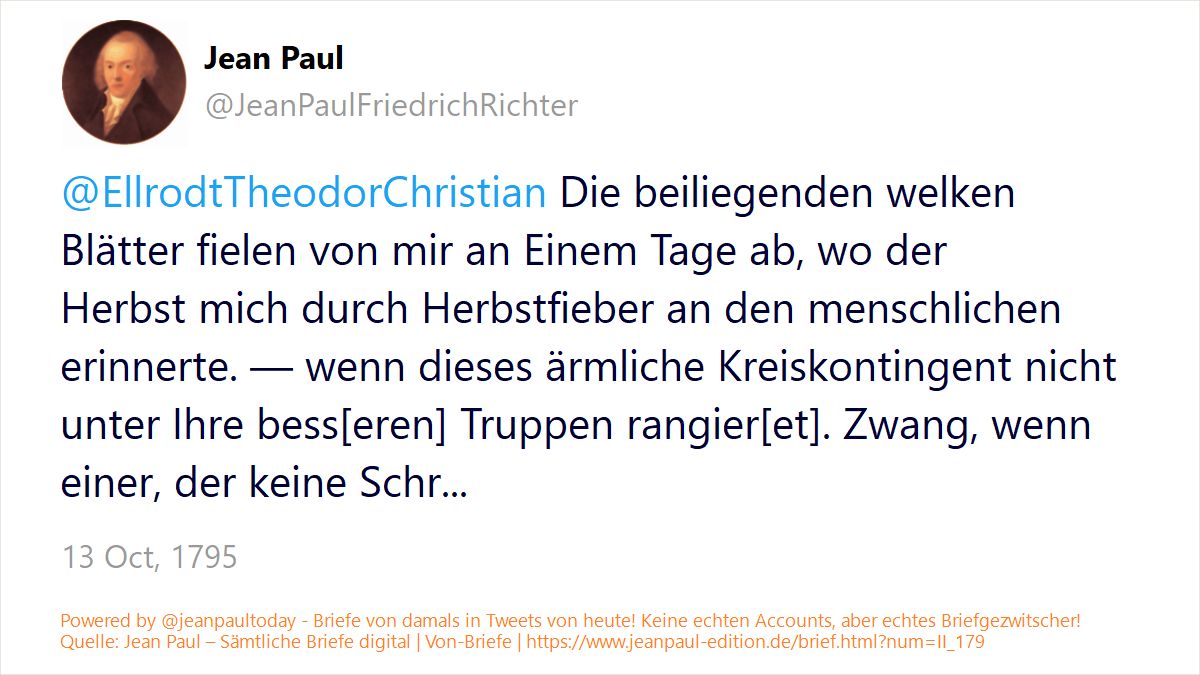 Jean Paul
@JeanPaulFriedrichRichter
@EllrodtTheodorChristian Die beiliegenden welken
Blätter fielen von mir an Einem Tage ab, wo der
Herbst mich durch Herbstfieber an den menschlichen
erinnerte. — wenn dieses ärmliche Kreiskontingent nicht
unter Ihre bess[eren] Truppen rangier[et]. Zwang, wenn
einer, der keine Schr...
13 Oct, 1795
Powered by @jeanpaultoday - Briefe von damals in Tweets von heute! Keine echten Accounts, aber echtes Briefgezwitscher!
Quelle: Jean Paul – Sämtliche Briefe digital | Von-Briefe | https://www.jeanpaul-edition.de/brief.html?num=II_179